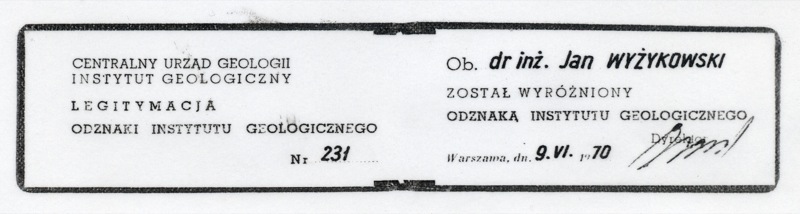 CENTRALNY URZĄD GEOLOGII
INSTYTUT GEOLOGICZNY
LEGITYMACJA
ODZNAKI INSTYTUTU GEOLOGICZNEGO
Nr 231
Ob. dr inż. Jan WYŻYKOWSKI
ZOSTAŁ WYRÓŻNIONY
ODZNAKĄ INSTYTUTU GEOLOGICZNEGO
Dyrektor
Warszawa, dn. 9.VI. 1970